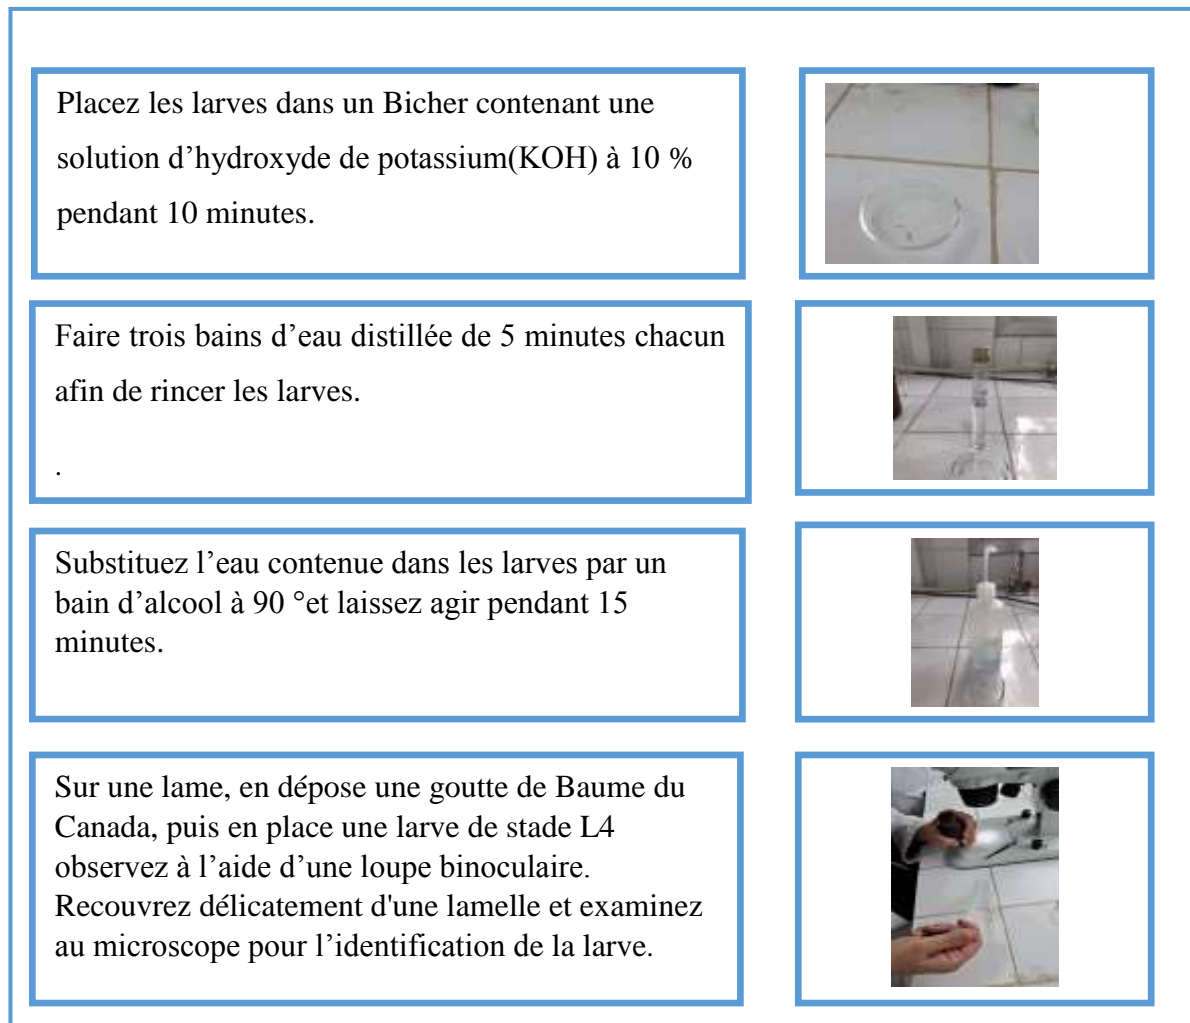 Placez les larves dans un Bicher contenant une
solution d’hydroxyde de potassium(KOH) à 10 %
pendant 10 minutes.
Faire trois bains d’eau distillée de 5 minutes chacun
afin de rincer les larves.
.
Substituez l’eau contenue dans les larves par un
bain d’alcool à 90 °et laissez agir pendant 15
minutes.
Sur une lame, en dépose une goutte de Baume du
Canada, puis en place une larve de stade L4
observez à l’aide d’une loupe binoculaire.
Recouvrez délicatement d'une lamelle et examinez
au microscope pour l’identification de la larve.